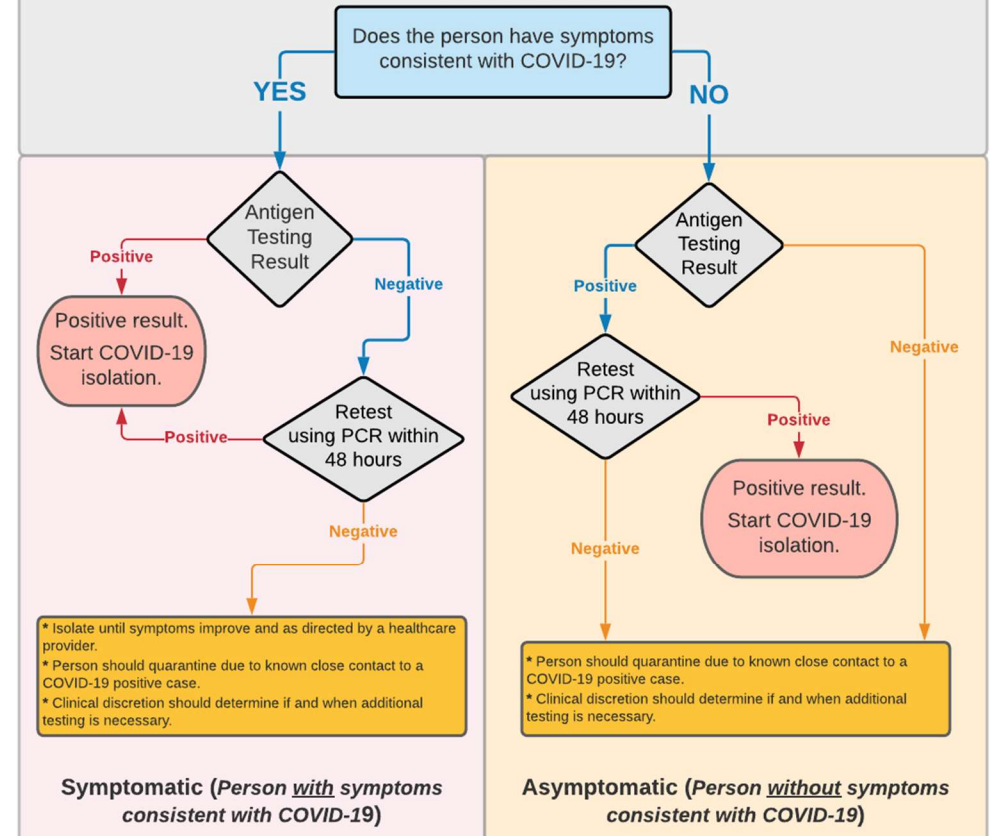 Does the person have symptoms
consistent with COVID-19?
YES
NO
Antigen
Testing
Result
Positive
Negative
Positive result.
Start COVID-19
isolation.
Retest
using PCR within
48 hours
Positive
Negative
* Isolate until symptoms improve and as directed by a healthcare
provider.
* Person should quarantine due to known close contact to a
COVID-19 positive case.
* Clinical discretion should determine if and when additional
testing is necessary.
Symptomatic (Person with symptoms
consistent with COVID-19)
Antigen
Testing
Result
Positive
Negative
Retest
using PCR within
48 hours
Positive
Positive result.
Start COVID-19
isolation.
Negative
* Person should quarantine due to known close contact to a
COVID-19 positive case.
* Clinical discretion should determine if and when additional
testing is necessary.
Asymptomatic (Person without symptoms
consistent with COVID-19)